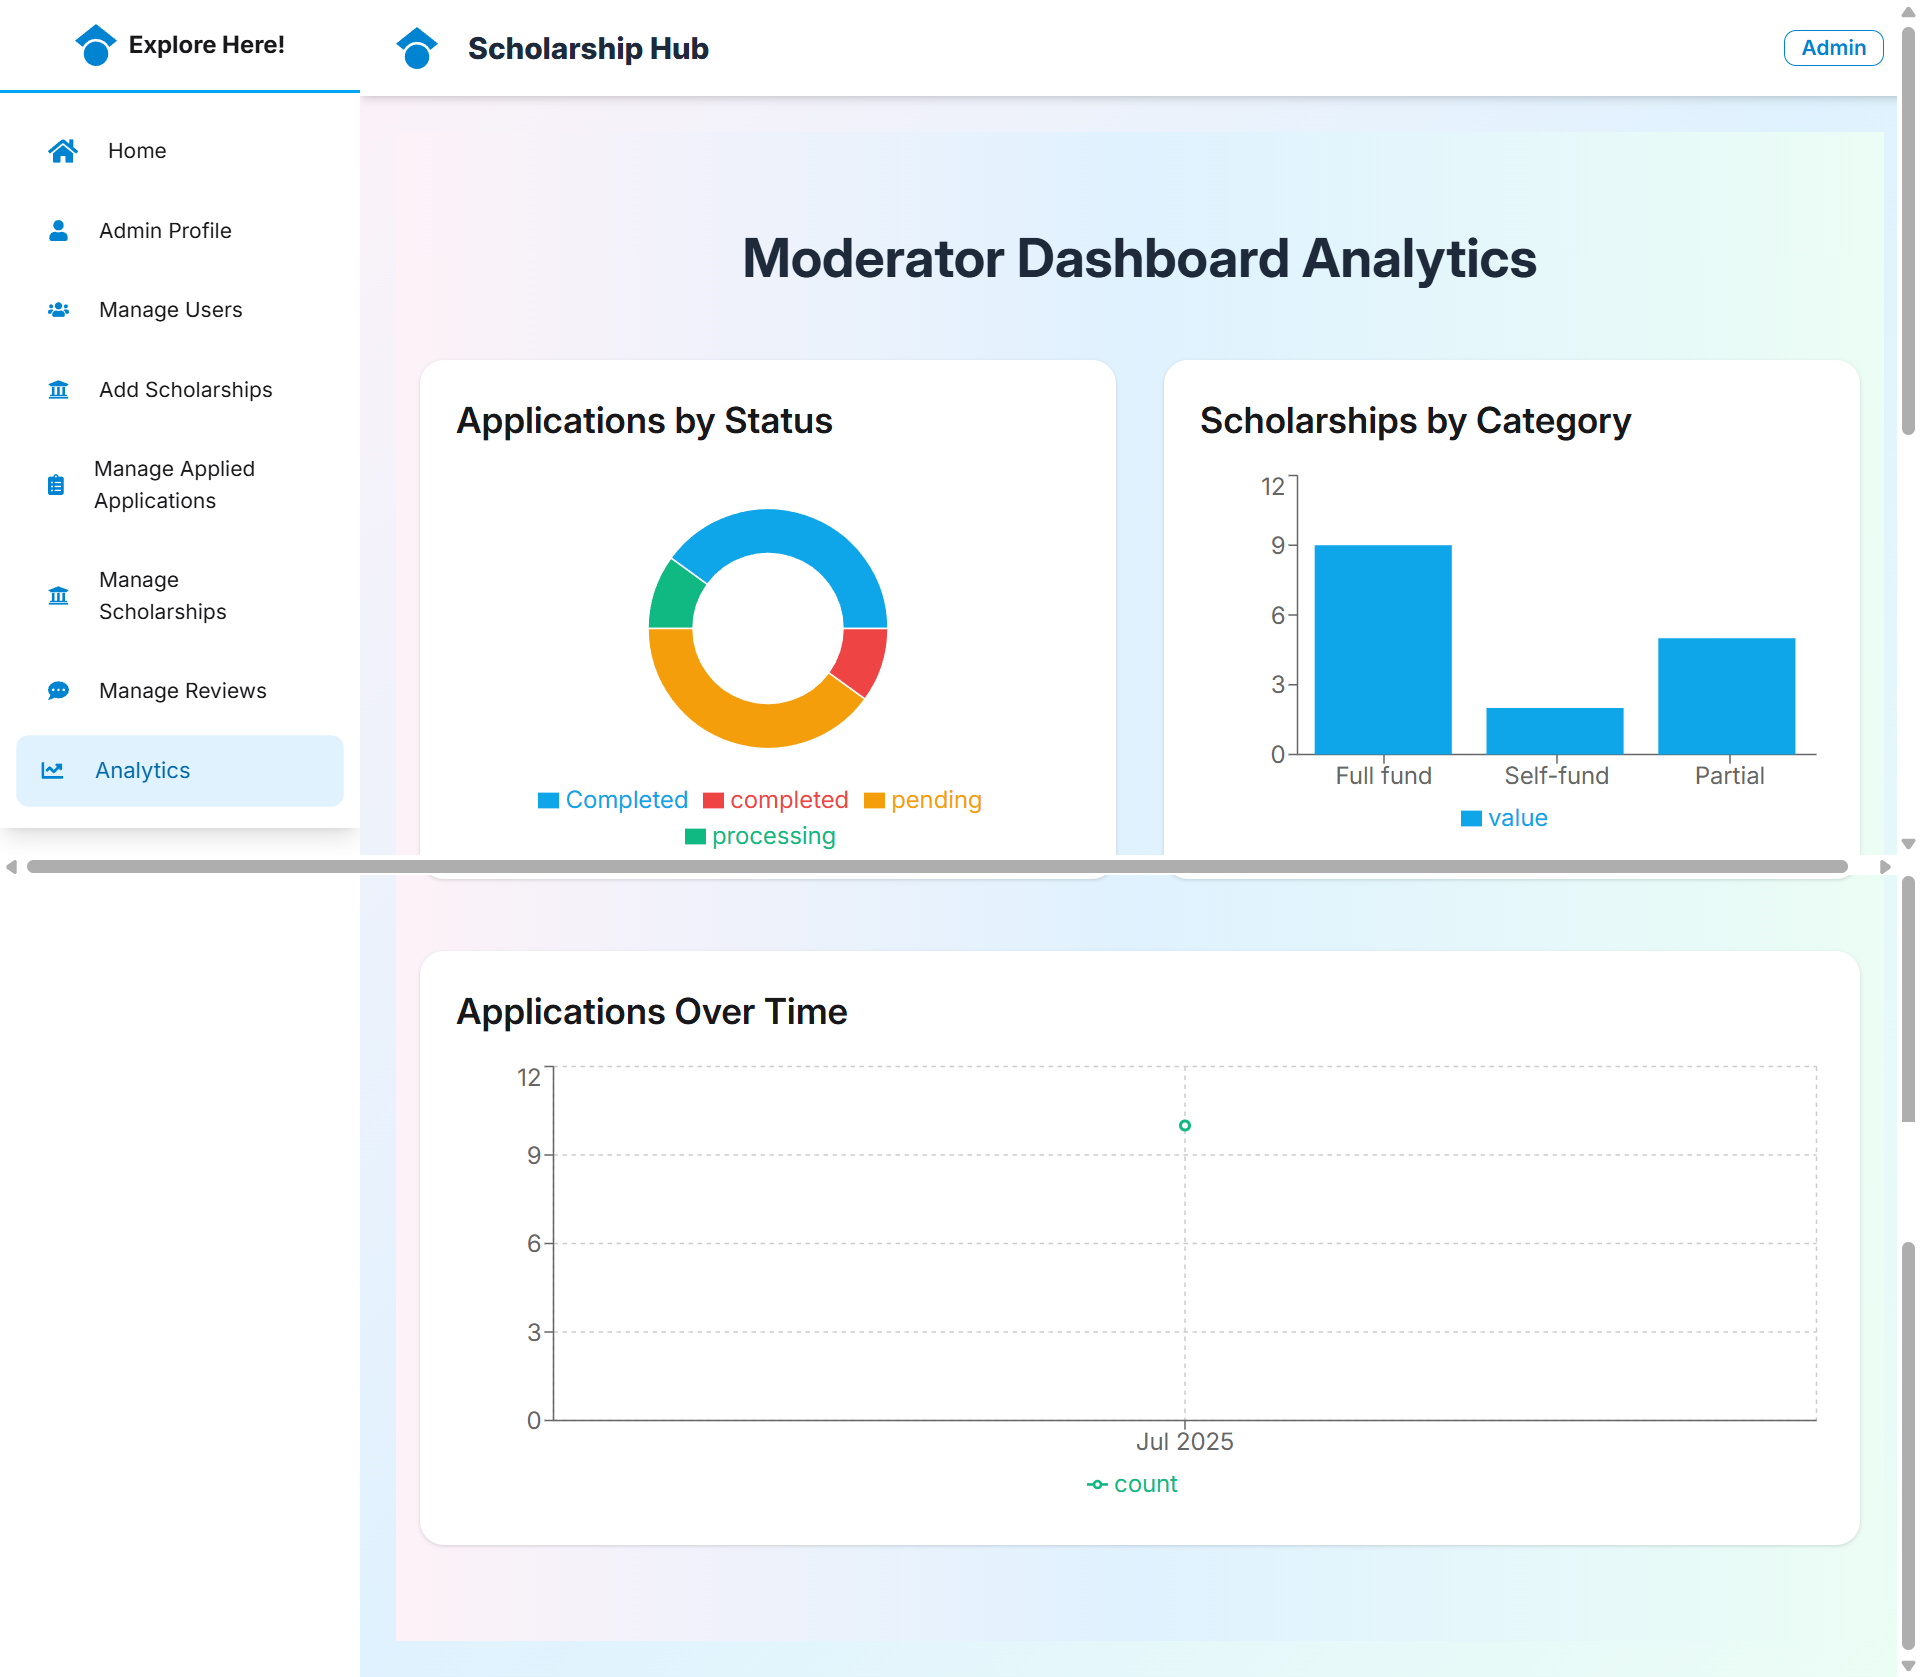 Explore Here!
Home
Admin Profile
Manage Users
Add Scholarships
Manage Applied
Applications
Manage
Scholarships
Manage Reviews
Analytics
Scholarship Hub
Admin
Moderator Dashboard Analytics
Applications by Status
Completed completed pending
processing
Scholarships by Category
12
9
6
3
0
Full fund Self-fund Partial
value
Applications Over Time
12
9
6
3
0
Jul 2025
count